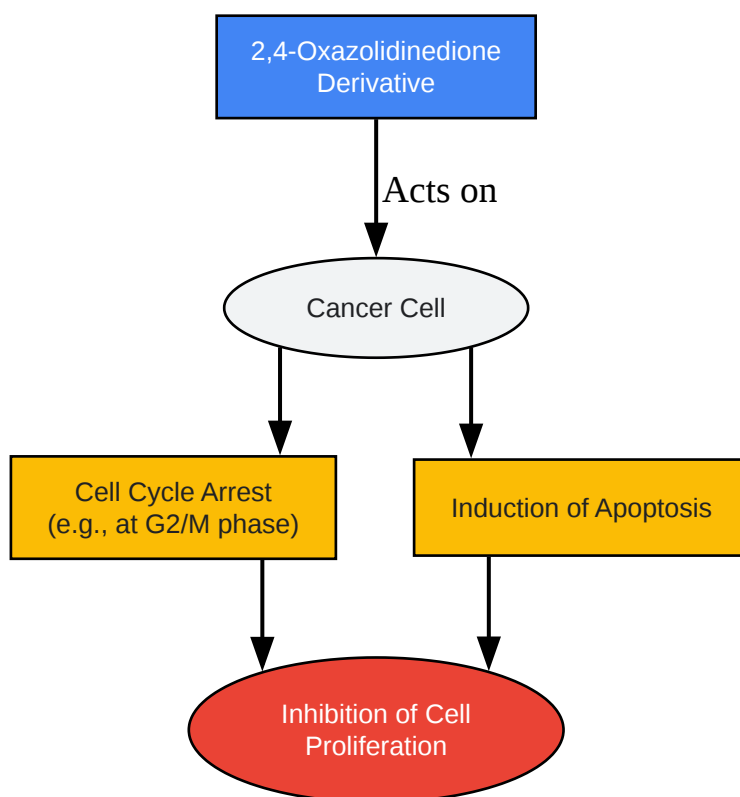 2,4-Oxazolidinedione
Derivative
Acts on
Cancer Cell
Cell Cycle Arrest
(e.g., at G2/M phase)
Induction of Apoptosis
Inhibition of Cell
Proliferation